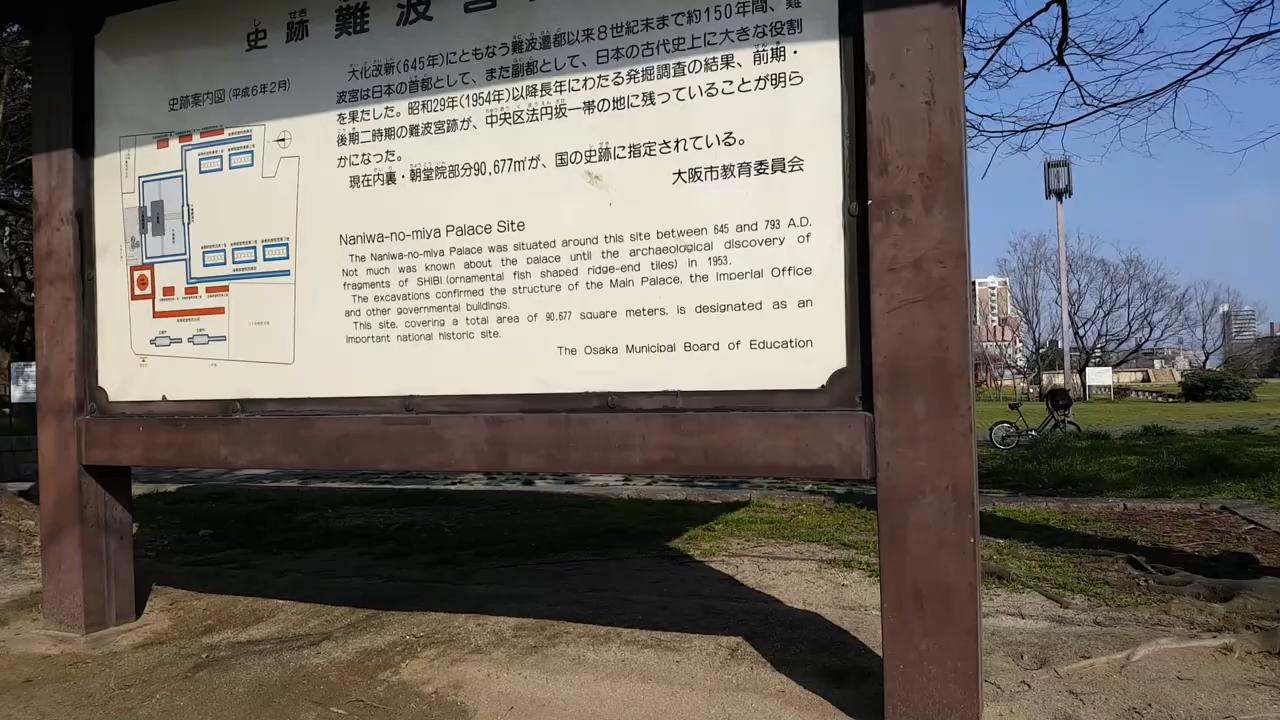 史跡 難波宮
大化改新(645年)にともなう難波遷都以来8世紀末まで約150年間、難
波宮は日本の首都として、また副都として、日本の古代史上に大きな役割
を果たした。昭和29年(1954年)以降長年にわたる発掘調査の結果、前期・
後期二時期の難波宮跡が、中央区法円坂一帯の地に残っていることが明ら
かになった。
現在内裏・朝堂院部分90,677㎡が、国の史跡に指定されている。
大阪市教育委員会
史跡案内図(平成6年2月)
Naniwa-no-miya Palace Site
The Naniwa-no-miya Palace was situated around this site between 645 and 793 A.D.
Not much was known about the palace until the archaeological discovery of
fragments of SHIBI (ornamental fish shaped ridge-end tiles) in 1953.
The excavations confirmed the structure of the Main Palace, the Imperial Office
and other governmental buildings.
This site, covering a total area of 90,677 square meters, is designated as an
important national historic site.
The Osaka Municipal Board of Education